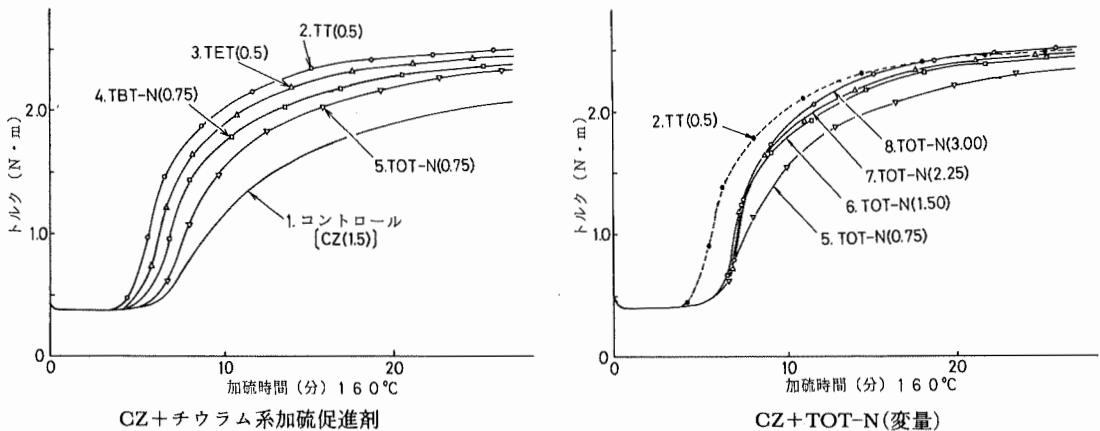 トルク (N・m)
2.0
1.0
0
0
10
20
加硫時間 (分) 160℃
2.TT(0.5)
3.TET(0.5)
4.TBT-N(0.75)
5.TOT-N(0.75)
1.コントロール
[CZ(1.5)]
CZ+チウラム系加硫促進剤
トルク (N・m)
2.0
1.0
0
0
10
20
加硫時間 (分) 160℃
2.TT(0.5)
8.TOT-N(3.00)
7.TOT-N(2.25)
6. TOT-N(1.50)
5. TOT-N(0.75)
CZ+TOT-N(変量)